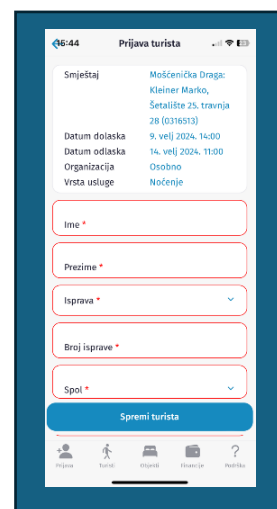 16:44
Prijava turista
Smještaj
Mošćenička Draga:
Kleiner Marko,
Šetalište 25. travnja
28 (0316513)
Datum dolaska 9. velj 2024. 14:00
Datum odlaska 14. velj 2024. 11:00
Organizacija Osobno
Vrsta usluge Noćenje
Ime *
Prezime *
Isprava *
Broj isprave *
Spol *
Spremi turista
Prijava Turisti Objekti Financije Podrška